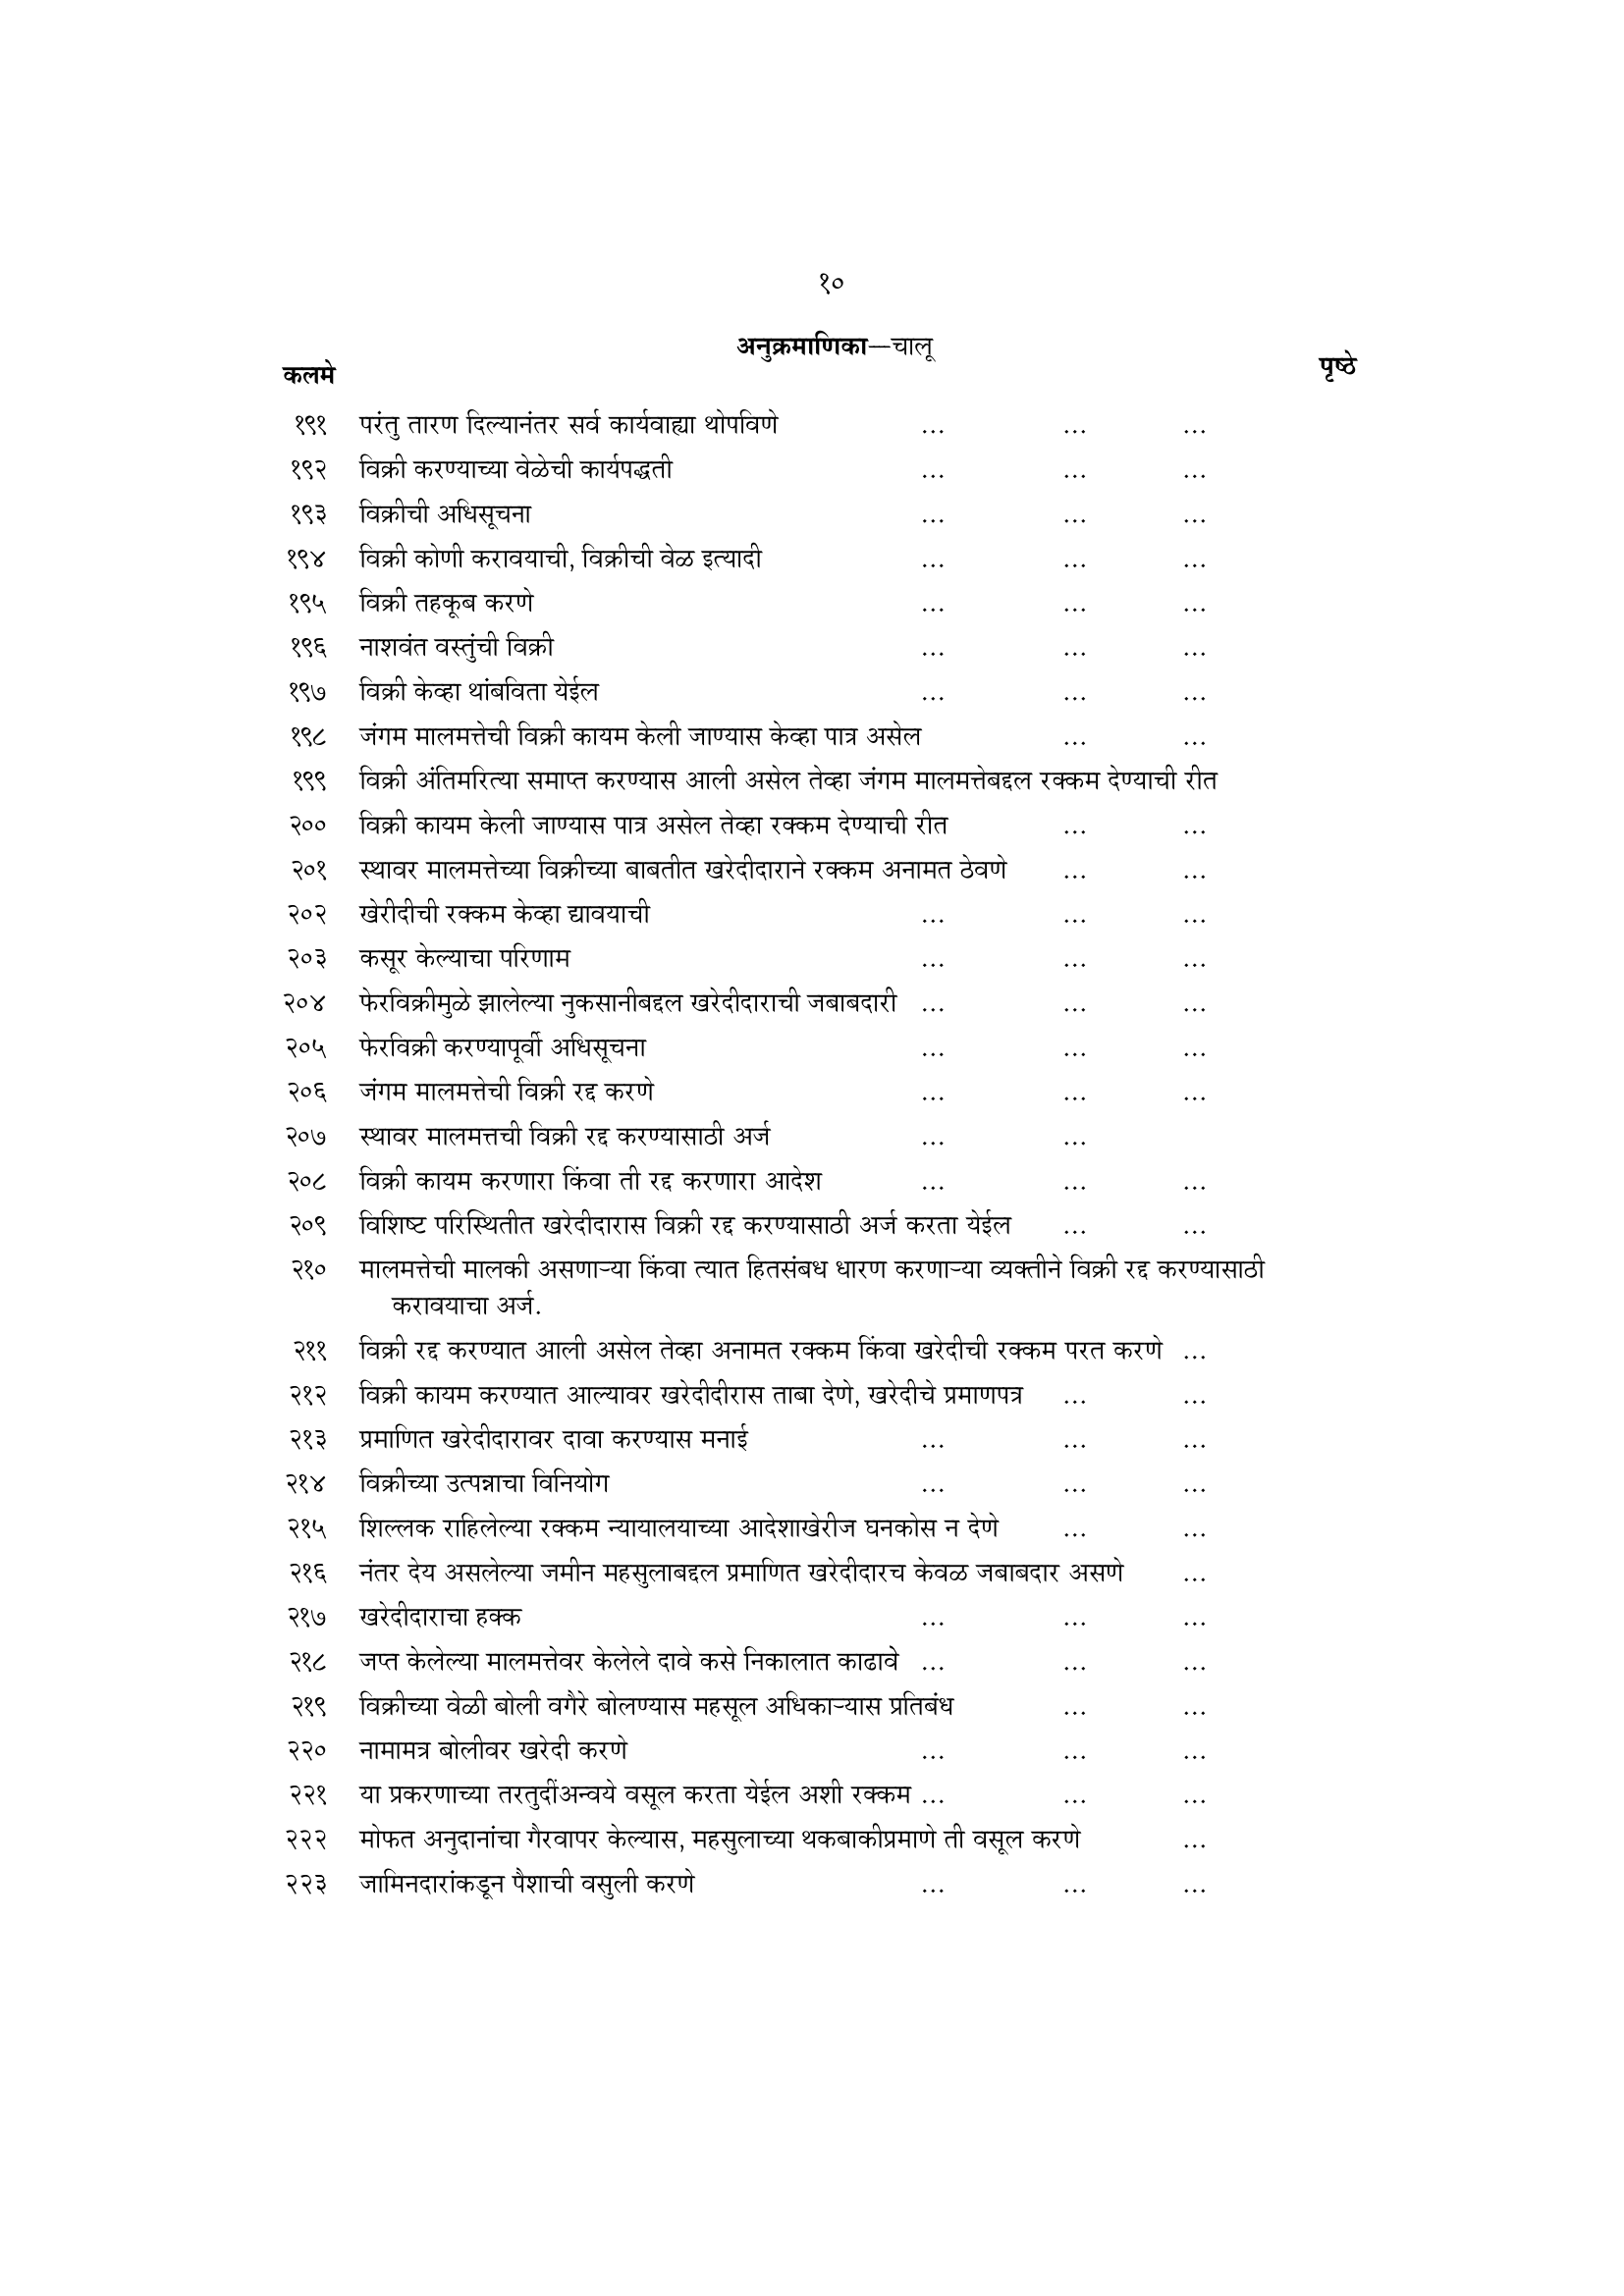 १०
अनुक्रमाणिका—चालू
कलमे पृष्ठे
१९१ परंतु तारण दिल्यानंतर सर्व कार्यवाह्या थोपविणे ... ... ...
१९२ विक्री करण्याच्या वेळेची कार्यपद्धती ... ... ...
१९३ विक्रीची अधिसूचना ... ... ...
१९४ विक्री कोणी करावयाची, विक्रीची वेळ इत्यादी ... ... ...
१९५ विक्री तहकूब करणे ... ... ...
१९६ नाशवंत वस्तुंची विक्री ... ... ...
१९७ विक्री केव्हा थांबविता येईल ... ... ...
१९८ जंगम मालमत्तेची विक्री कायम केली जाण्यास केव्हा पात्र असेल ... ...
१९९ विक्री अंतिमरित्या समाप्त करण्यास आली असेल तेव्हा जंगम मालमत्तेबद्दल रक्कम देण्याची रीत
२०० विक्री कायम केली जाण्यास पात्र असेल तेव्हा रक्कम देण्याची रीत ... ...
२०१ स्थावर मालमत्तेच्या विक्रीच्या बाबतीत खरेदीदाराने रक्कम अनामत ठेवणे ... ...
२०२ खेरीदीची रक्कम केव्हा द्यावयाची ... ... ...
२०३ कसूर केल्याचा परिणाम ... ... ...
२०४ फेरविक्रीमुळे झालेल्या नुकसानीबद्दल खरेदीदाराची जबाबदारी ... ... ...
२०५ फेरविक्री करण्यापूर्वी अधिसूचना ... ... ...
२०६ जंगम मालमत्तेची विक्री रद्द करणे ... ... ...
२०७ स्थावर मालमत्तची विक्री रद्द करण्यासाठी अर्ज ... ...
२०८ विक्री कायम करणारा किंवा ती रद्द करणारा आदेश ... ... ...
२०९ विशिष्ट परिस्थितीत खरेदीदारास विक्री रद्द करण्यासाठी अर्ज करता येईल ... ...
२१० मालमत्तेची मालकी असणाऱ्या किंवा त्यात हितसंबध धारण करणाऱ्या व्यक्तीने विक्री रद्द करण्यासाठी
करावयाचा अर्ज.
२११ विक्री रद्द करण्यात आली असेल तेव्हा अनामत रक्कम किंवा खरेदीची रक्कम परत करणे ...
२१२ विक्री कायम करण्यात आल्यावर खरेदीदीरास ताबा देणे, खरेदीचे प्रमाणपत्र ... ...
२१३ प्रमाणित खरेदीदारावर दावा करण्यास मनाई ... ... ...
२१४ विक्रीच्या उत्पन्नाचा विनियोग ... ... ...
२१५ शिल्लक राहिलेल्या रक्कम न्यायालयाच्या आदेशाखेरीज घनकोस न देणे ... ...
२१६ नंतर देय असलेल्या जमीन महसुलाबद्दल प्रमाणित खरेदीदारच केवळ जबाबदार असणे ...
२१७ खरेदीदाराचा हक्क ... ... ...
२१८ जप्त केलेल्या मालमत्तेवर केलेले दावे कसे निकालात काढावे ... ... ...
२१९ विक्रीच्या वेळी बोली वगैरे बोलण्यास महसूल अधिकाऱ्यास प्रतिबंध ... ...
२२० नामामत्र बोलीवर खरेदी करणे ... ... ...
२२१ या प्रकरणाच्या तरतुदींअन्वये वसूल करता येईल अशी रक्कम ... ... ...
२२२ मोफत अनुदानांचा गैरवापर केल्यास, महसुलाच्या थकबाकीप्रमाणे ती वसूल करणे ...
२२३ जामिनदारांकडून पैशाची वसुली करणे ... ... ...